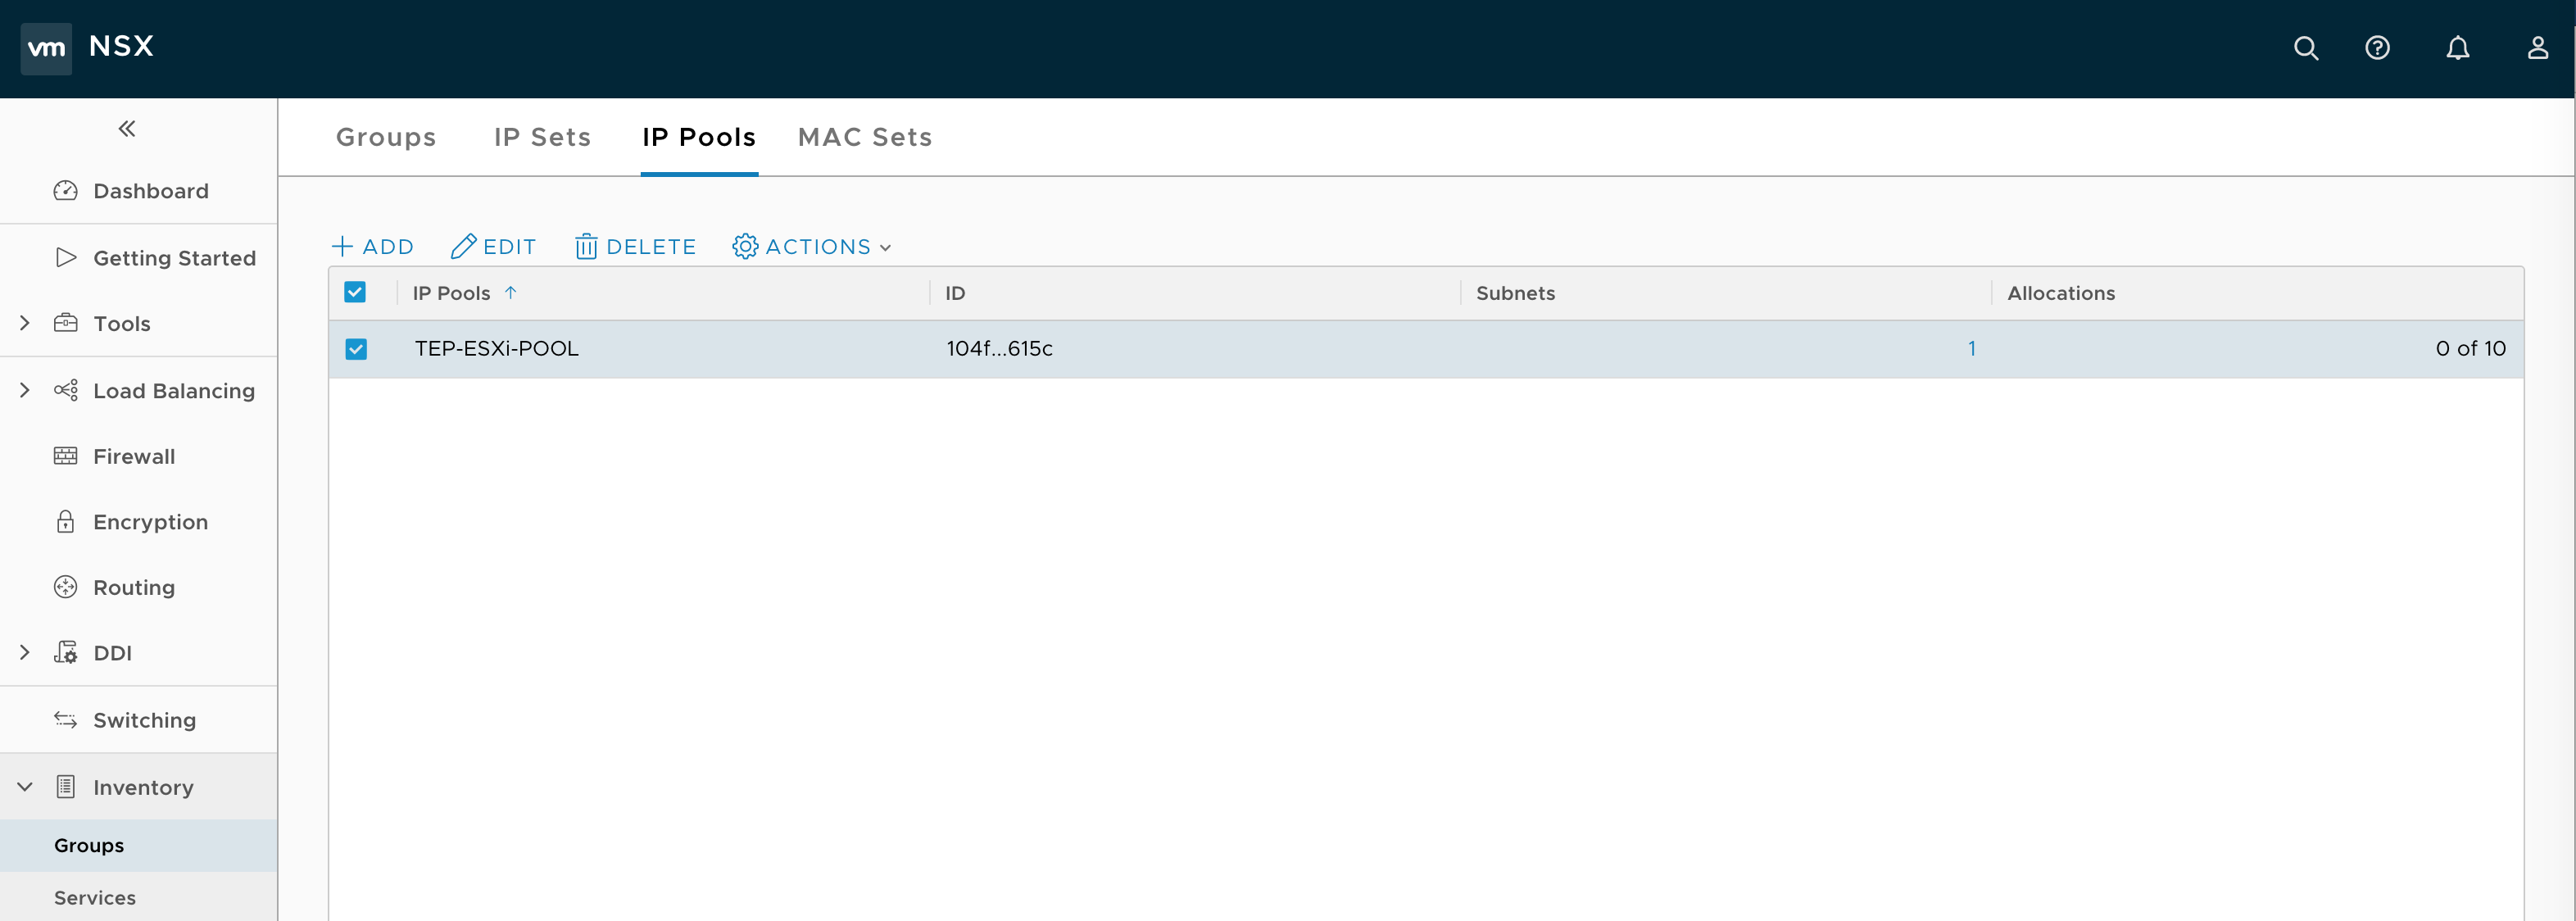 vm NSX
Groups IP Sets IP Pools MAC Sets
Dashboard
Getting Started
Tools
Load Balancing
Firewall
Encryption
Routing
DDI
Switching
Inventory
Groups
Services
ADD EDIT DELETE ACTIONS
IP Pools ID Subnets Allocations
TEP-ESXi-POOL 104f...615c 1 0 of 10